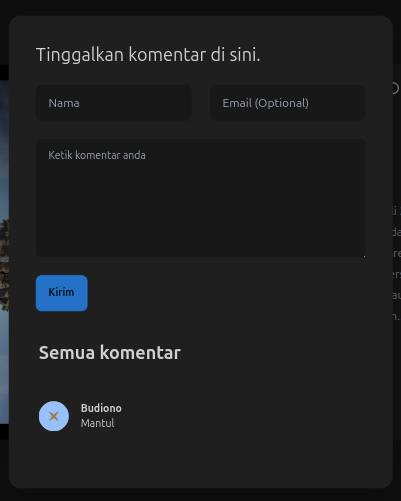 Tinggalkan komentar di sini.
Nama
Email (Optional)
Ketik komentar anda
Kirim
Semua komentar
Budiono
Mantul